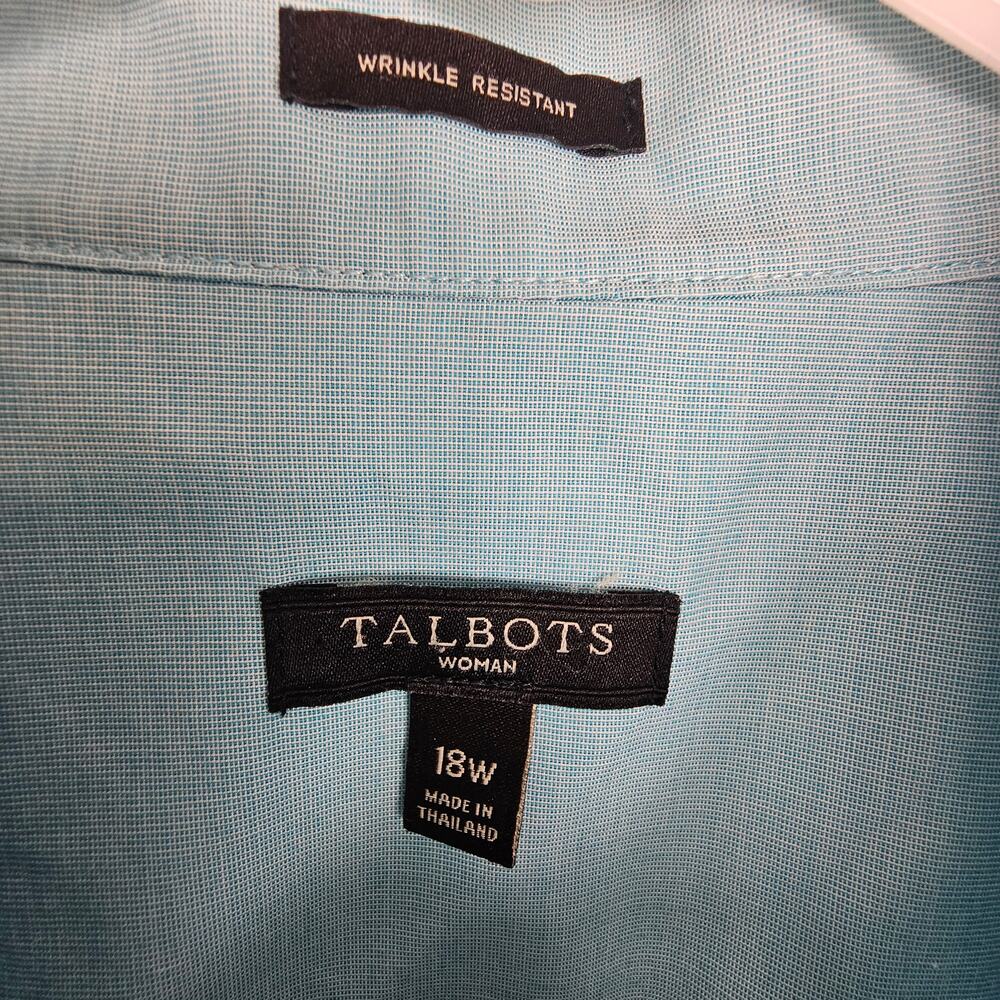 WRINKLE RESISTANT
TALBOTS
WOMAN
18W
MADE IN
THAILAND